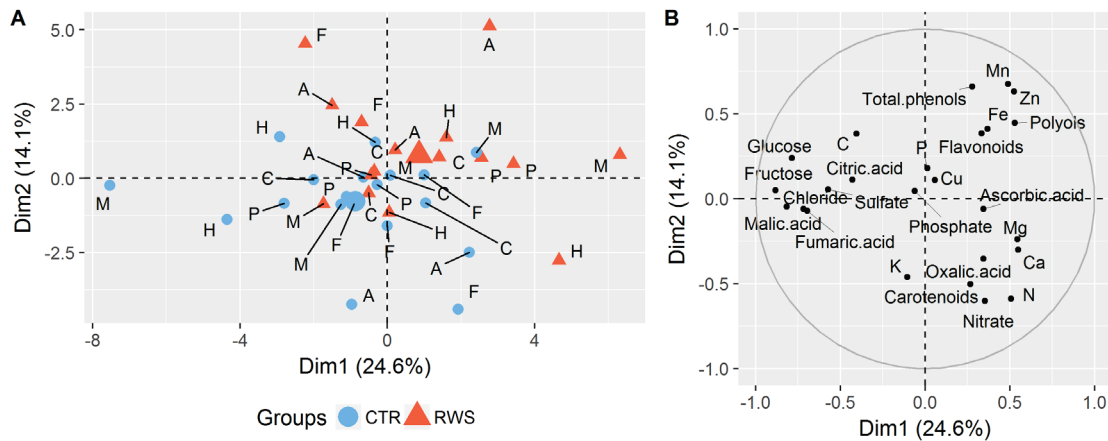 A
B
5.0
2.5
0.0
-2.5
Dim2 (14.1%)
F
A
A
F
H
H
H
M
C
A
A
P
C
M
C
P
P
M
M
C
P
M
P
C
F
H
H
M
F
C
H
F
C
A
A
F
-8
-4
0
4
Dim1 (24.6%)
Groups CTR RWS
1.0
0.5
0.0
-0.5
-1.0
Dim2 (14.1%)
Mn
Total.phenols
Zn
Fe
Polyois
C
Flavonoids
Glucose
P
Citric.acid
Fructose
Cu
Chloride
Ascorbic.acid
Sulfate
Malic.acid
Phosphate
Mg
Fumaric.acid
Ca
K
Oxalic.acid
Carotenoids
N
Nitrate
-1.0
-0.5
0.0
0.5
1.0
Dim1 (24.6%)